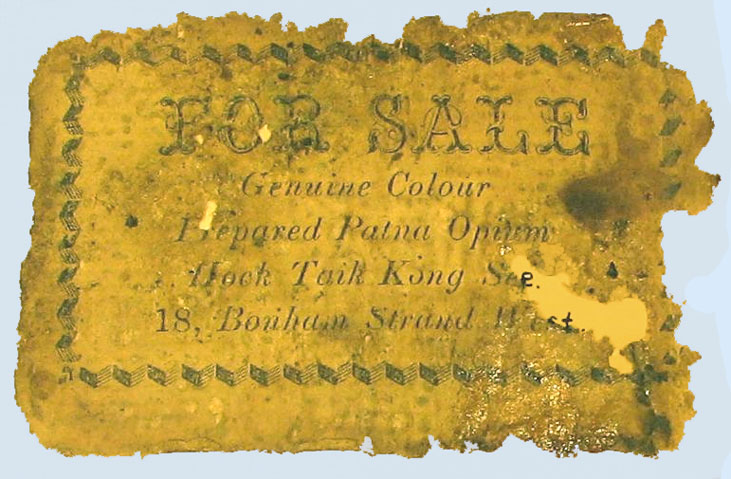 FOR SALE
Genuine Colour
Prepared Patna Opium
Hock Taik Kong See.
18, Bonham Strand West.